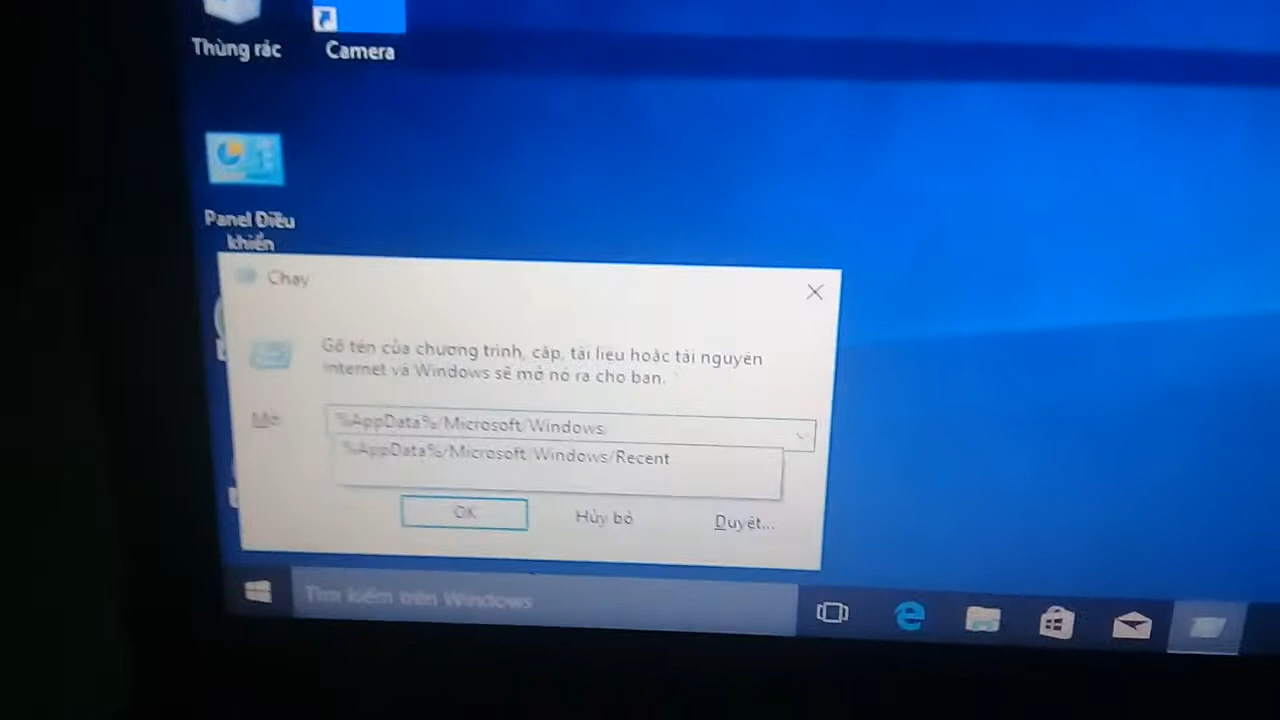 Thùng rác
Camera
Panel Điều
khiển
Chạy
Gõ tên của chương trình, cặp, tài liệu hoặc tài nguyên
Internet và Windows sẽ mở nó ra cho bạn.
Mở:
%AppData%/Microsoft/Windows
%AppData%/Microsoft/Windows/Recent
OK
Hủy bỏ
Duyệt...
Tìm kiếm trên Windows